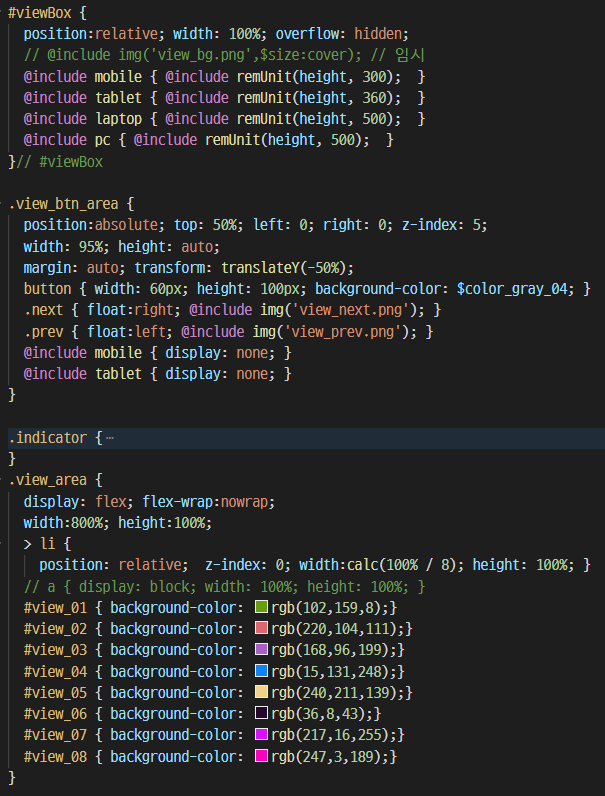 #viewBox {
position:relative; width: 100%; overflow: hidden;
// @include img('view_bg.png',$size:cover); // 임시
@include mobile { @include remUnit(height, 300);  }
@include tablet { @include remUnit(height, 360);  }
@include laptop { @include remUnit(height, 500);  }
@include pc { @include remUnit(height, 500);  }
}// #viewBox
.view_btn_area {
position:absolute; top: 50%; left: 0; right: 0; z-index: 5;
width: 95%; height: auto;
margin: auto; transform: translateY(-50%);
button { width: 60px; height: 100px; background-color: $color_gray_04; }
.next { float:right; @include img('view_next.png'); }
.prev { float:left; @include img('view_prev.png'); }
@include mobile { display: none; }
@include tablet { display: none; }
}
.indicator {⋯
}
.view_area {
display: flex; flex-wrap:nowrap;
width:800%; height:100%;
> li {
position: relative;  z-index: 0; width:calc(100% / 8); height: 100%; }
// a { display: block; width: 100%; height: 100%; }
#view_01 { background-color: rgb(102,159,8);}
#view_02 { background-color: rgb(220,104,111);}
#view_03 { background-color: rgb(168,96,199);}
#view_04 { background-color: rgb(15,131,248);}
#view_05 { background-color: rgb(240,211,139);}
#view_06 { background-color: rgb(36,8,43);}
#view_07 { background-color: rgb(217,16,255);}
#view_08 { background-color: rgb(247,3,189);}
}